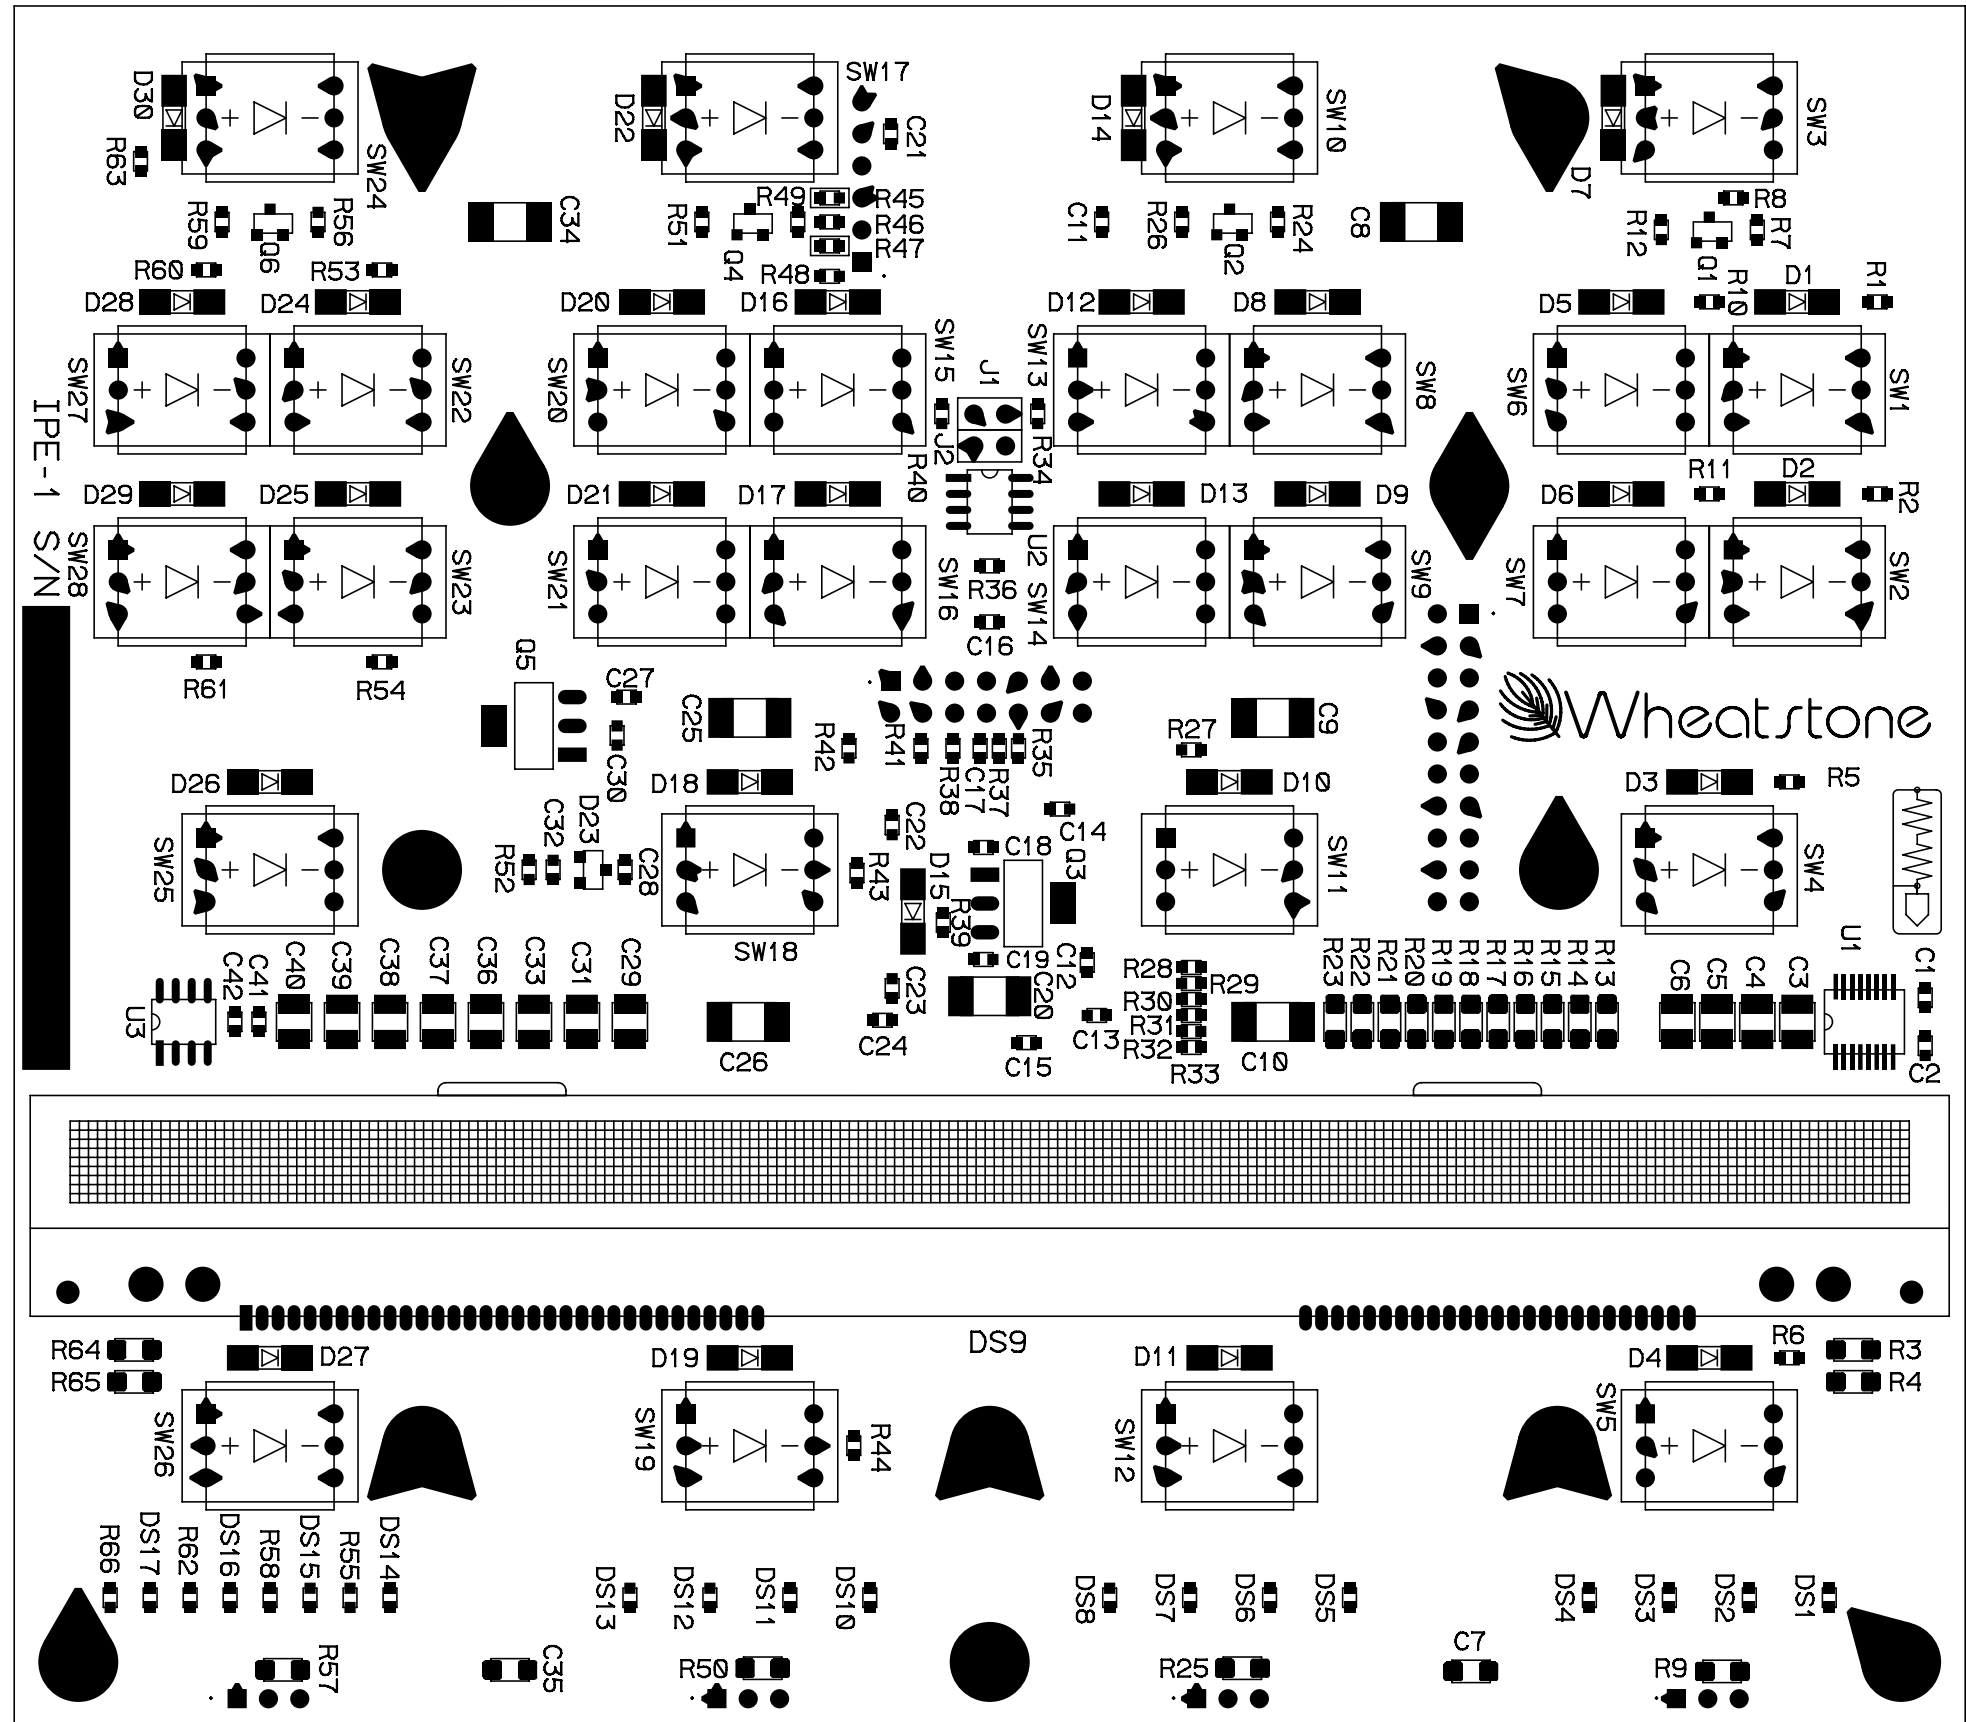 SW17
D30
D22
D14
SW10
SW3
C21
R63
SW24
D7
R49
R45
R8
R59
R56
C34
R51
R46
C11
R26
R24
C8
R12
R7
Q6
Q4
R47
Q2
Q1
R60
R53
R48
D28
D24
D20
D16
D12
D8
D5
R10
D1
R1
SW27
SW22
SW20
SW15
J1
SW13
SW8
SW6
SW1
IPE-1 S/N
J2
R34
R40
D29
D25
D21
D17
D13
D9
D6
R11
D2
R2
SW28
SW23
SW21
SW16
U2
R36
SW14
SW9
SW7
SW2
C16
R61
R54
Q5
C27
C25
R42
R41
R38
C17
R37
R35
R27
C9
Wheatstone
C30
D26
D18
D10
D3
R5
SW25
R52
C32
D23
C28
C22
R43
D15
C18
C14
Q3
SW11
SW4
R39
SW18
C19
C12
U1
C42
C41
C40
C39
C38
C37
C36
C33
C31
C29
R28
R29
R23
R22
R21
R20
R19
R18
R17
R16
R15
R14
R13
C6
C5
C4
C3
C1
U3
C23
C20
R30
R31
R32
R33
C26
C24
C15
C13
C10
C2
R64
D27
D19
DS9
D11
D4
R6
R3
R65
R4
SW26
SW19
R44
SW12
SW5
R66
DS17
R62
DS16
R58
DS15
R55
DS14
DS13
DS12
DS11
DS10
DS8
DS7
DS6
DS5
DS4
DS3
DS2
DS1
R57
C35
R50
R25
C7
R9